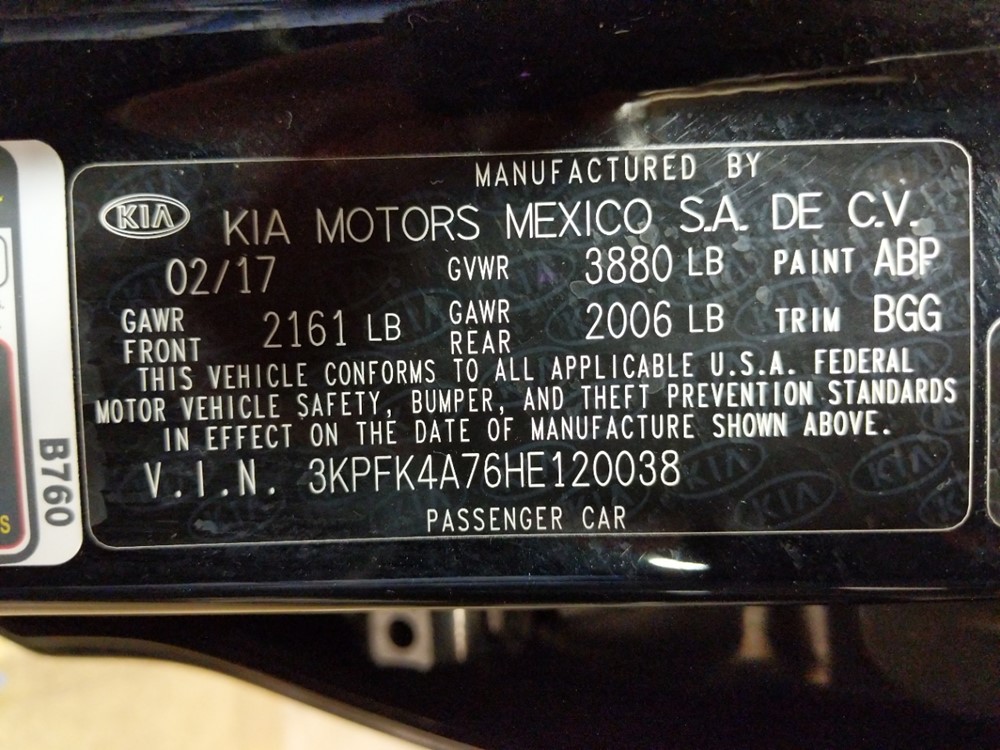 MANUFACTURED BY
KIA KIA MOTORS MEXICO S.A. DE C.V.
02/17 GVWR 3880 LB PAINT ABP
GAWR FRONT 2161 LB GAWR REAR 2006 LB TRIM BGG
THIS VEHICLE CONFORMS TO ALL APPLICABLE U.S.A. FEDERAL
MOTOR VEHICLE SAFETY, BUMPER, AND THEFT PREVENTION STANDARDS
IN EFFECT ON THE DATE OF MANUFACTURE SHOWN ABOVE.
V.I.N. 3KPFK4A76HE120038
PASSENGER CAR
B760